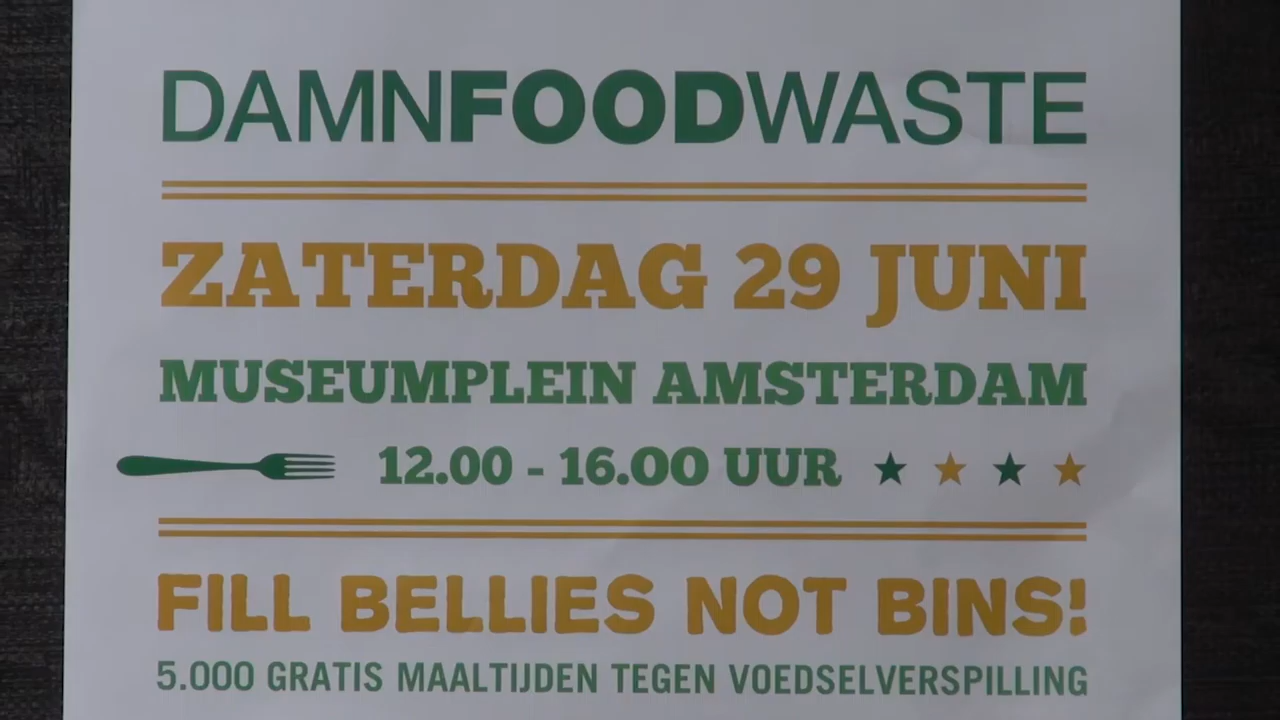 DAMNFOODWASTE
ZATERDAG 29 JUNI
MUSEUMPLEIN AMSTERDAM
12.00 - 16.00 UUR
FILL BELLIES NOT BINS!
5.000 GRATIS MAALTIJDEN TEGEN VOEDSELVERSPILLING